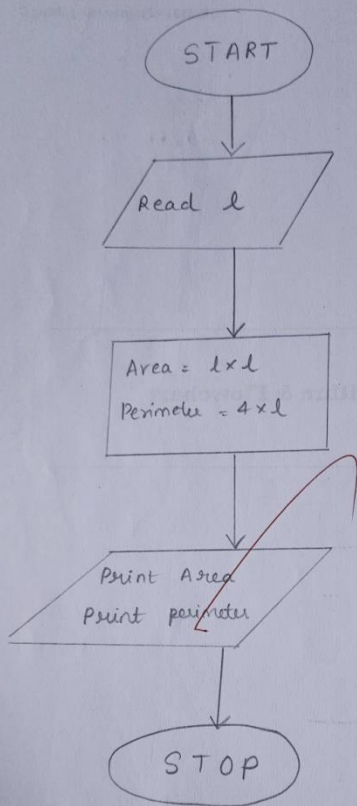 START
Read l
Area = l×l
Perimeter = 4×l
Print Area
Print perimeter
STOP